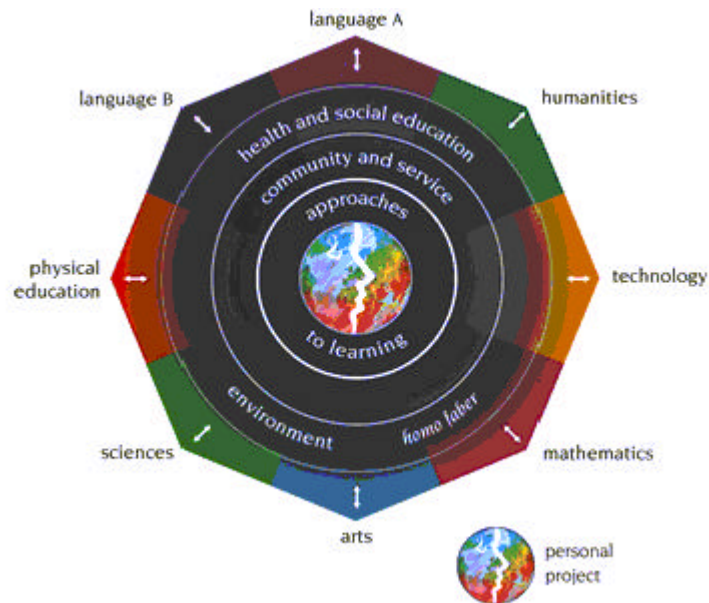 language A
language B
humanities
health and social education
community and service
approaches
physical
education
technology
to learning
environment
homo faber
sciences
mathematics
arts
personal
project